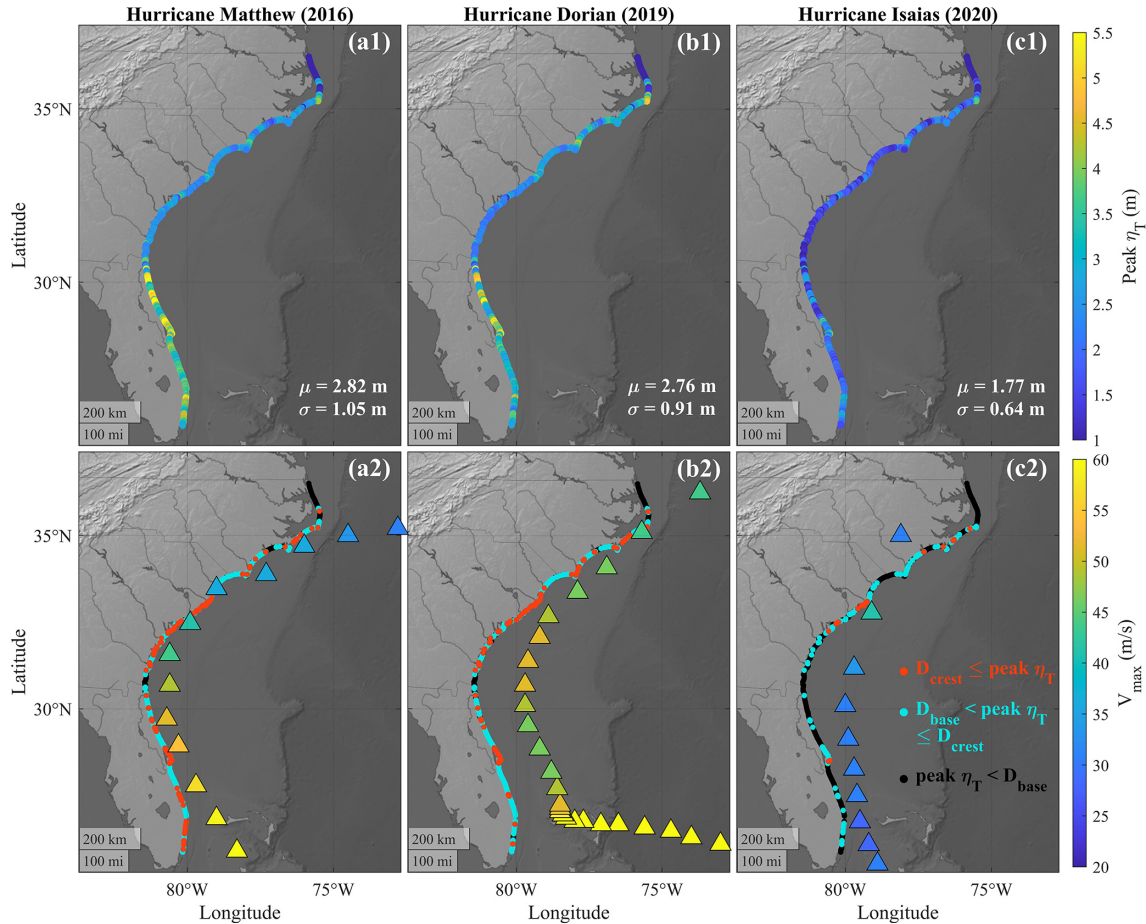 Hurricane Matthew (2016)
Hurricane Dorian (2019)
Hurricane Isaias (2020)
(a1)
(b1)
(c1)
35°N
30°N
Latitude
μ = 2.82 m
σ = 1.05 m
μ = 2.76 m
σ = 0.91 m
μ = 1.77 m
σ = 0.64 m
200 km
100 mi
200 km
100 mi
200 km
100 mi
5.5
5
4.5
4
3.5
3
2.5
2
1.5
1
Peak η_T (m)
(a2)
(b2)
(c2)
35°N
30°N
Latitude
D_crest ≤ peak η_T
D_base < peak η_T
≤ D_crest
peak η_T < D_base
200 km
100 mi
200 km
100 mi
200 km
100 mi
60
55
50
45
40
35
30
25
20
V_max (m/s)
80°W
75°W
80°W
75°W
80°W
75°W
Longitude
Longitude
Longitude